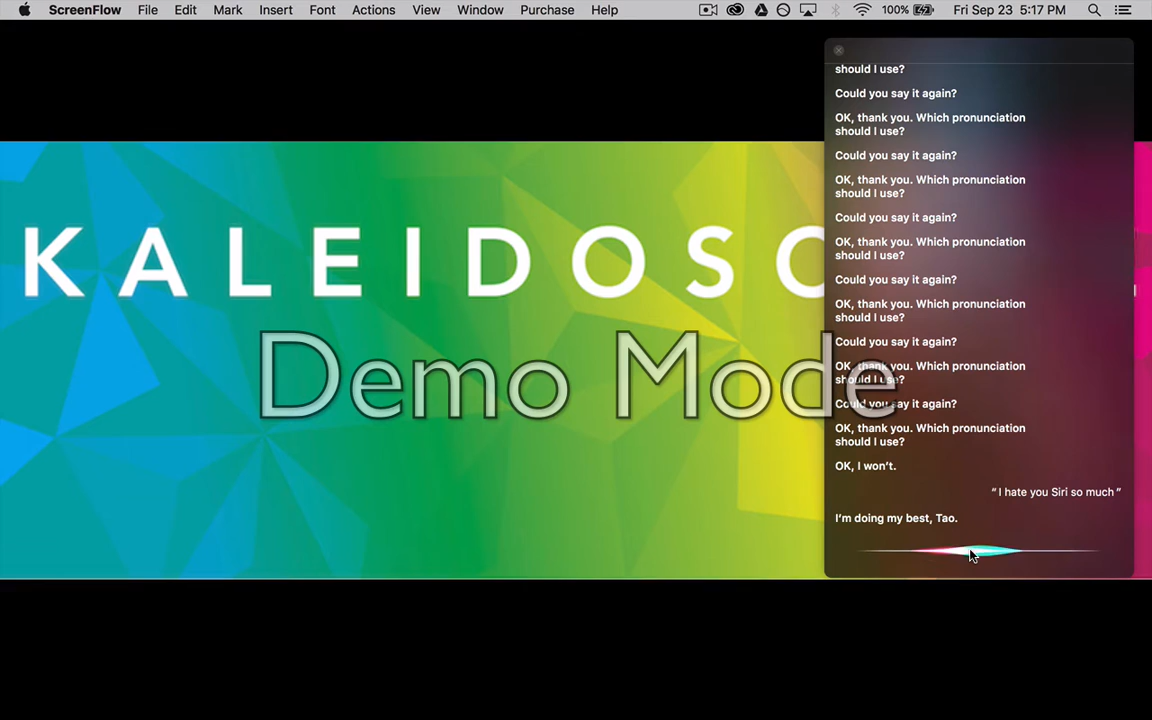 ScreenFlow File Edit Mark Insert Font Actions View Window Purchase Help 100% Fri Sep 23 5:17 PM
KALEIDOSC
Demo Mode
should I use?
Could you say it again?
OK, thank you. Which pronunciation
should I use?
Could you say it again?
OK, thank you. Which pronunciation
should I use?
Could you say it again?
OK, thank you. Which pronunciation
should I use?
Could you say it again?
OK, thank you. Which pronunciation
should I use?
Could you say it again?
OK, thank you. Which pronunciation
should I use?
Could you say it again?
OK, thank you. Which pronunciation
should I use?
OK, I won't.
“I hate you Siri so much”
I'm doing my best, Tao.